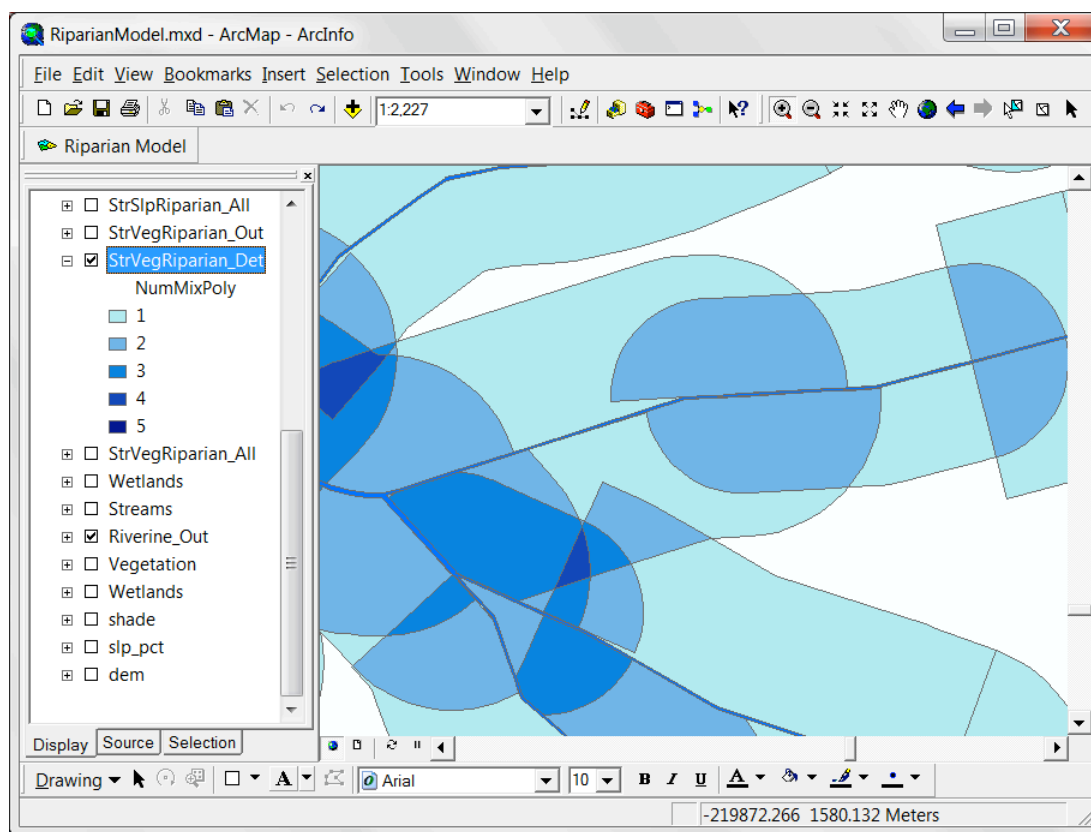 RiparianModel.mxd - ArcMap - ArcInfo
File Edit View Bookmarks Insert Selection Tools Window Help
1:2,227
Riparian Model
StrSlpRiparian_All
StrVegRiparian_Out
StrVegRiparian_Det
NumMixPoly
1
2
3
4
5
StrVegRiparian_All
Wetlands
Streams
Riverine_Out
Vegetation
Wetlands
shade
slp_pct
dem
Display Source Selection
Drawing A Arial 10 B I U A
-219872.266 1580.132 Meters